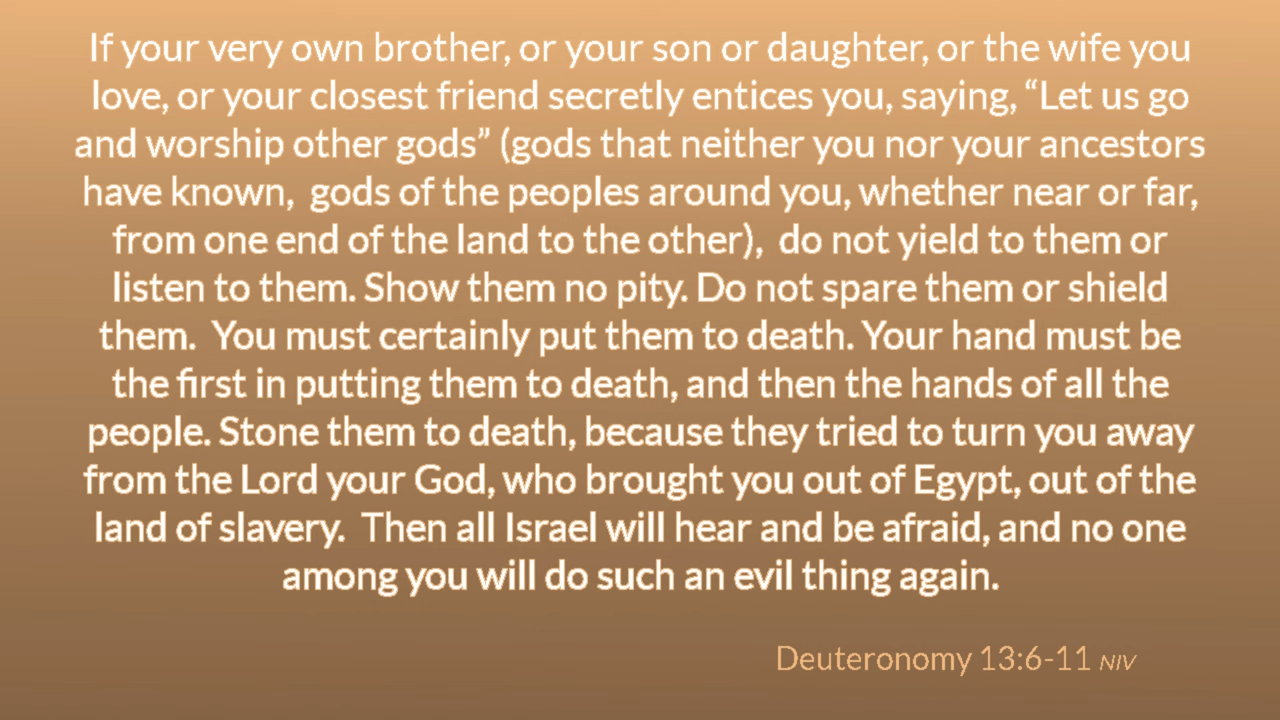 If your very own brother, or your son or daughter, or the wife you
love, or your closest friend secretly entices you, saying, “Let us go
and worship other gods” (gods that neither you nor your ancestors
have known,  gods of the peoples around you, whether near or far,
from one end of the land to the other),  do not yield to them or
listen to them. Show them no pity. Do not spare them or shield
them.  You must certainly put them to death. Your hand must be
the first in putting them to death, and then the hands of all the
people. Stone them to death, because they tried to turn you away
from the Lord your God, who brought you out of Egypt, out of the
land of slavery.  Then all Israel will hear and be afraid, and no one
among you will do such an evil thing again.
Deuteronomy 13:6-11 NIV